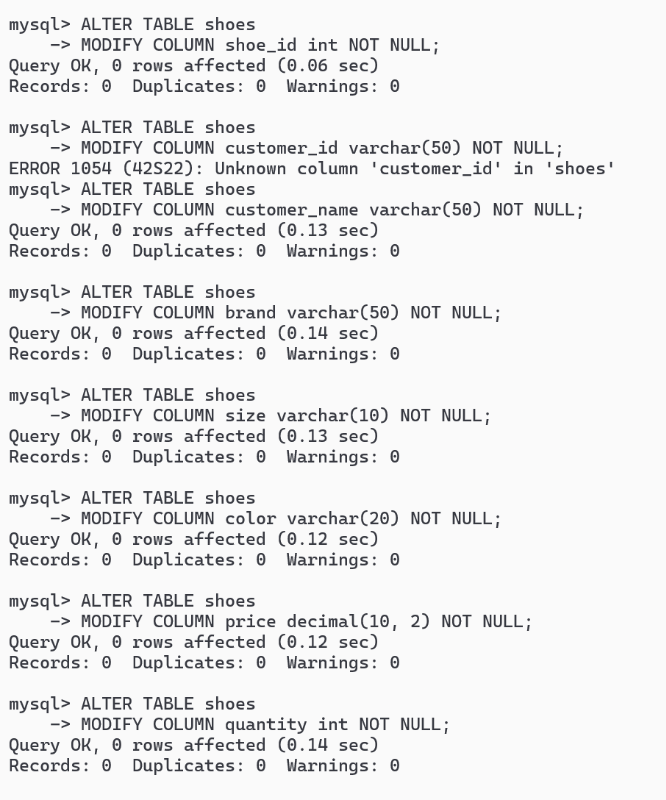 mysql> ALTER TABLE shoes
    -> MODIFY COLUMN shoe_id int NOT NULL;
Query OK, 0 rows affected (0.06 sec)
Records: 0  Duplicates: 0  Warnings: 0

mysql> ALTER TABLE shoes
    -> MODIFY COLUMN customer_id varchar(50) NOT NULL;
ERROR 1054 (42S22): Unknown column 'customer_id' in 'shoes'
mysql> ALTER TABLE shoes
    -> MODIFY COLUMN customer_name varchar(50) NOT NULL;
Query OK, 0 rows affected (0.13 sec)
Records: 0  Duplicates: 0  Warnings: 0

mysql> ALTER TABLE shoes
    -> MODIFY COLUMN brand varchar(50) NOT NULL;
Query OK, 0 rows affected (0.14 sec)
Records: 0  Duplicates: 0  Warnings: 0

mysql> ALTER TABLE shoes
    -> MODIFY COLUMN size varchar(10) NOT NULL;
Query OK, 0 rows affected (0.13 sec)
Records: 0  Duplicates: 0  Warnings: 0

mysql> ALTER TABLE shoes
    -> MODIFY COLUMN color varchar(20) NOT NULL;
Query OK, 0 rows affected (0.12 sec)
Records: 0  Duplicates: 0  Warnings: 0

mysql> ALTER TABLE shoes
    -> MODIFY COLUMN price decimal(10, 2) NOT NULL;
Query OK, 0 rows affected (0.12 sec)
Records: 0  Duplicates: 0  Warnings: 0

mysql> ALTER TABLE shoes
    -> MODIFY COLUMN quantity int NOT NULL;
Query OK, 0 rows affected (0.14 sec)
Records: 0  Duplicates: 0  Warnings: 0